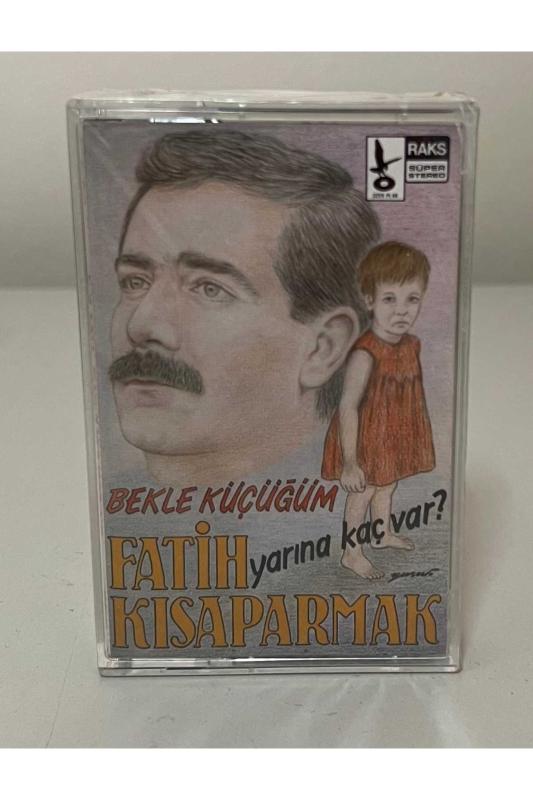 RAKS
SÜPER
STEREO
BEKLE KÜÇÜĞÜM
yarına kaç var?
FATİH
KISAPARMAK